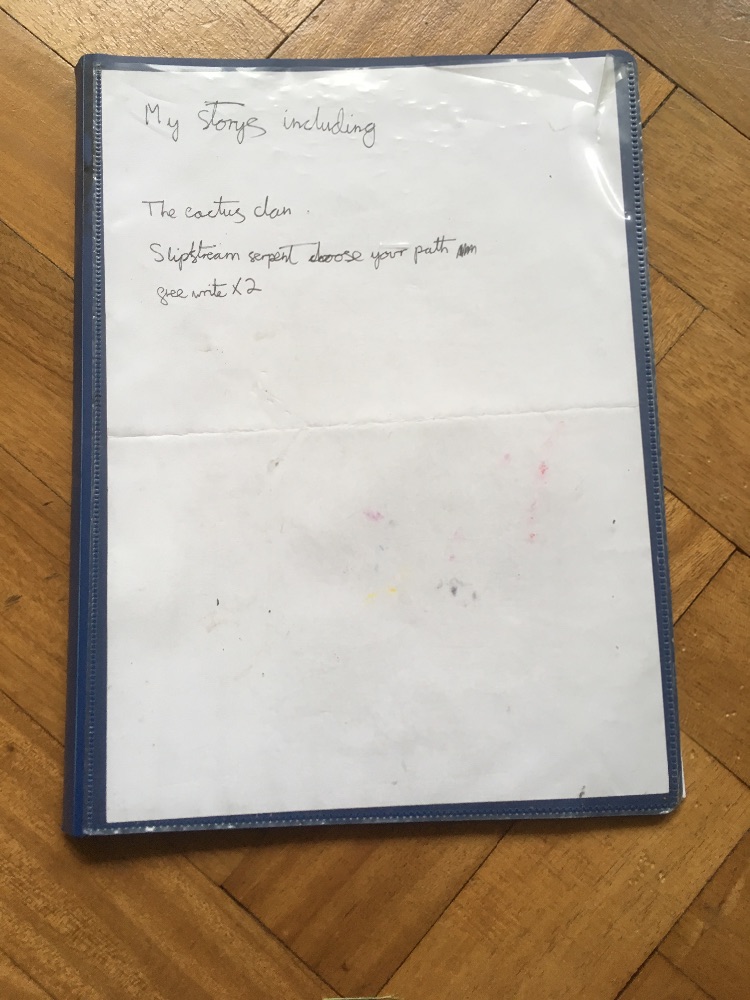 My storys including
The cactus clan
Slipstream serpent choose your path
free write X2